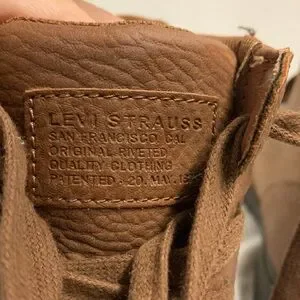 LEVI STRAUSS
SAN FRANCISCO, CAL
ORIGINAL RIVETED
QUALITY CLOTHING
PATENTED . 20. MAY.